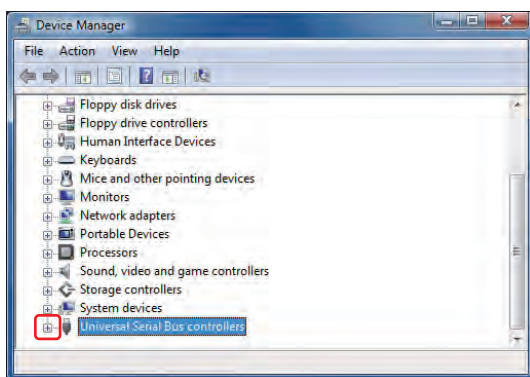 Device Manager
File Action View Help
Floppy disk drives
Floppy drive controllers
Human Interface Devices
Keyboards
Mice and other pointing devices
Monitors
Network adapters
Portable Devices
Processors
Sound, video and game controllers
Storage controllers
System devices
Universal Serial Bus controllers